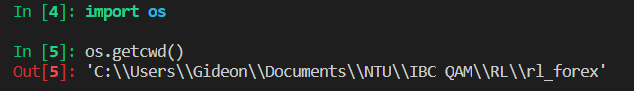 In [4]: import os
In [5]: os.getcwd()
Out[5]: 'C:\\Users\\Gideon\\Documents\\NTU\\IBC QAM\\RL\\rl_forex'